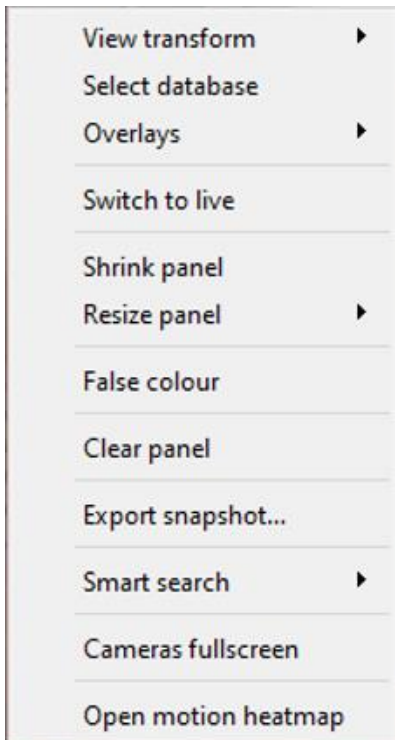 View transform
Select database
Overlays
Switch to live
Shrink panel
Resize panel
False colour
Clear panel
Export snapshot...
Smart search
Cameras fullscreen
Open motion heatmap